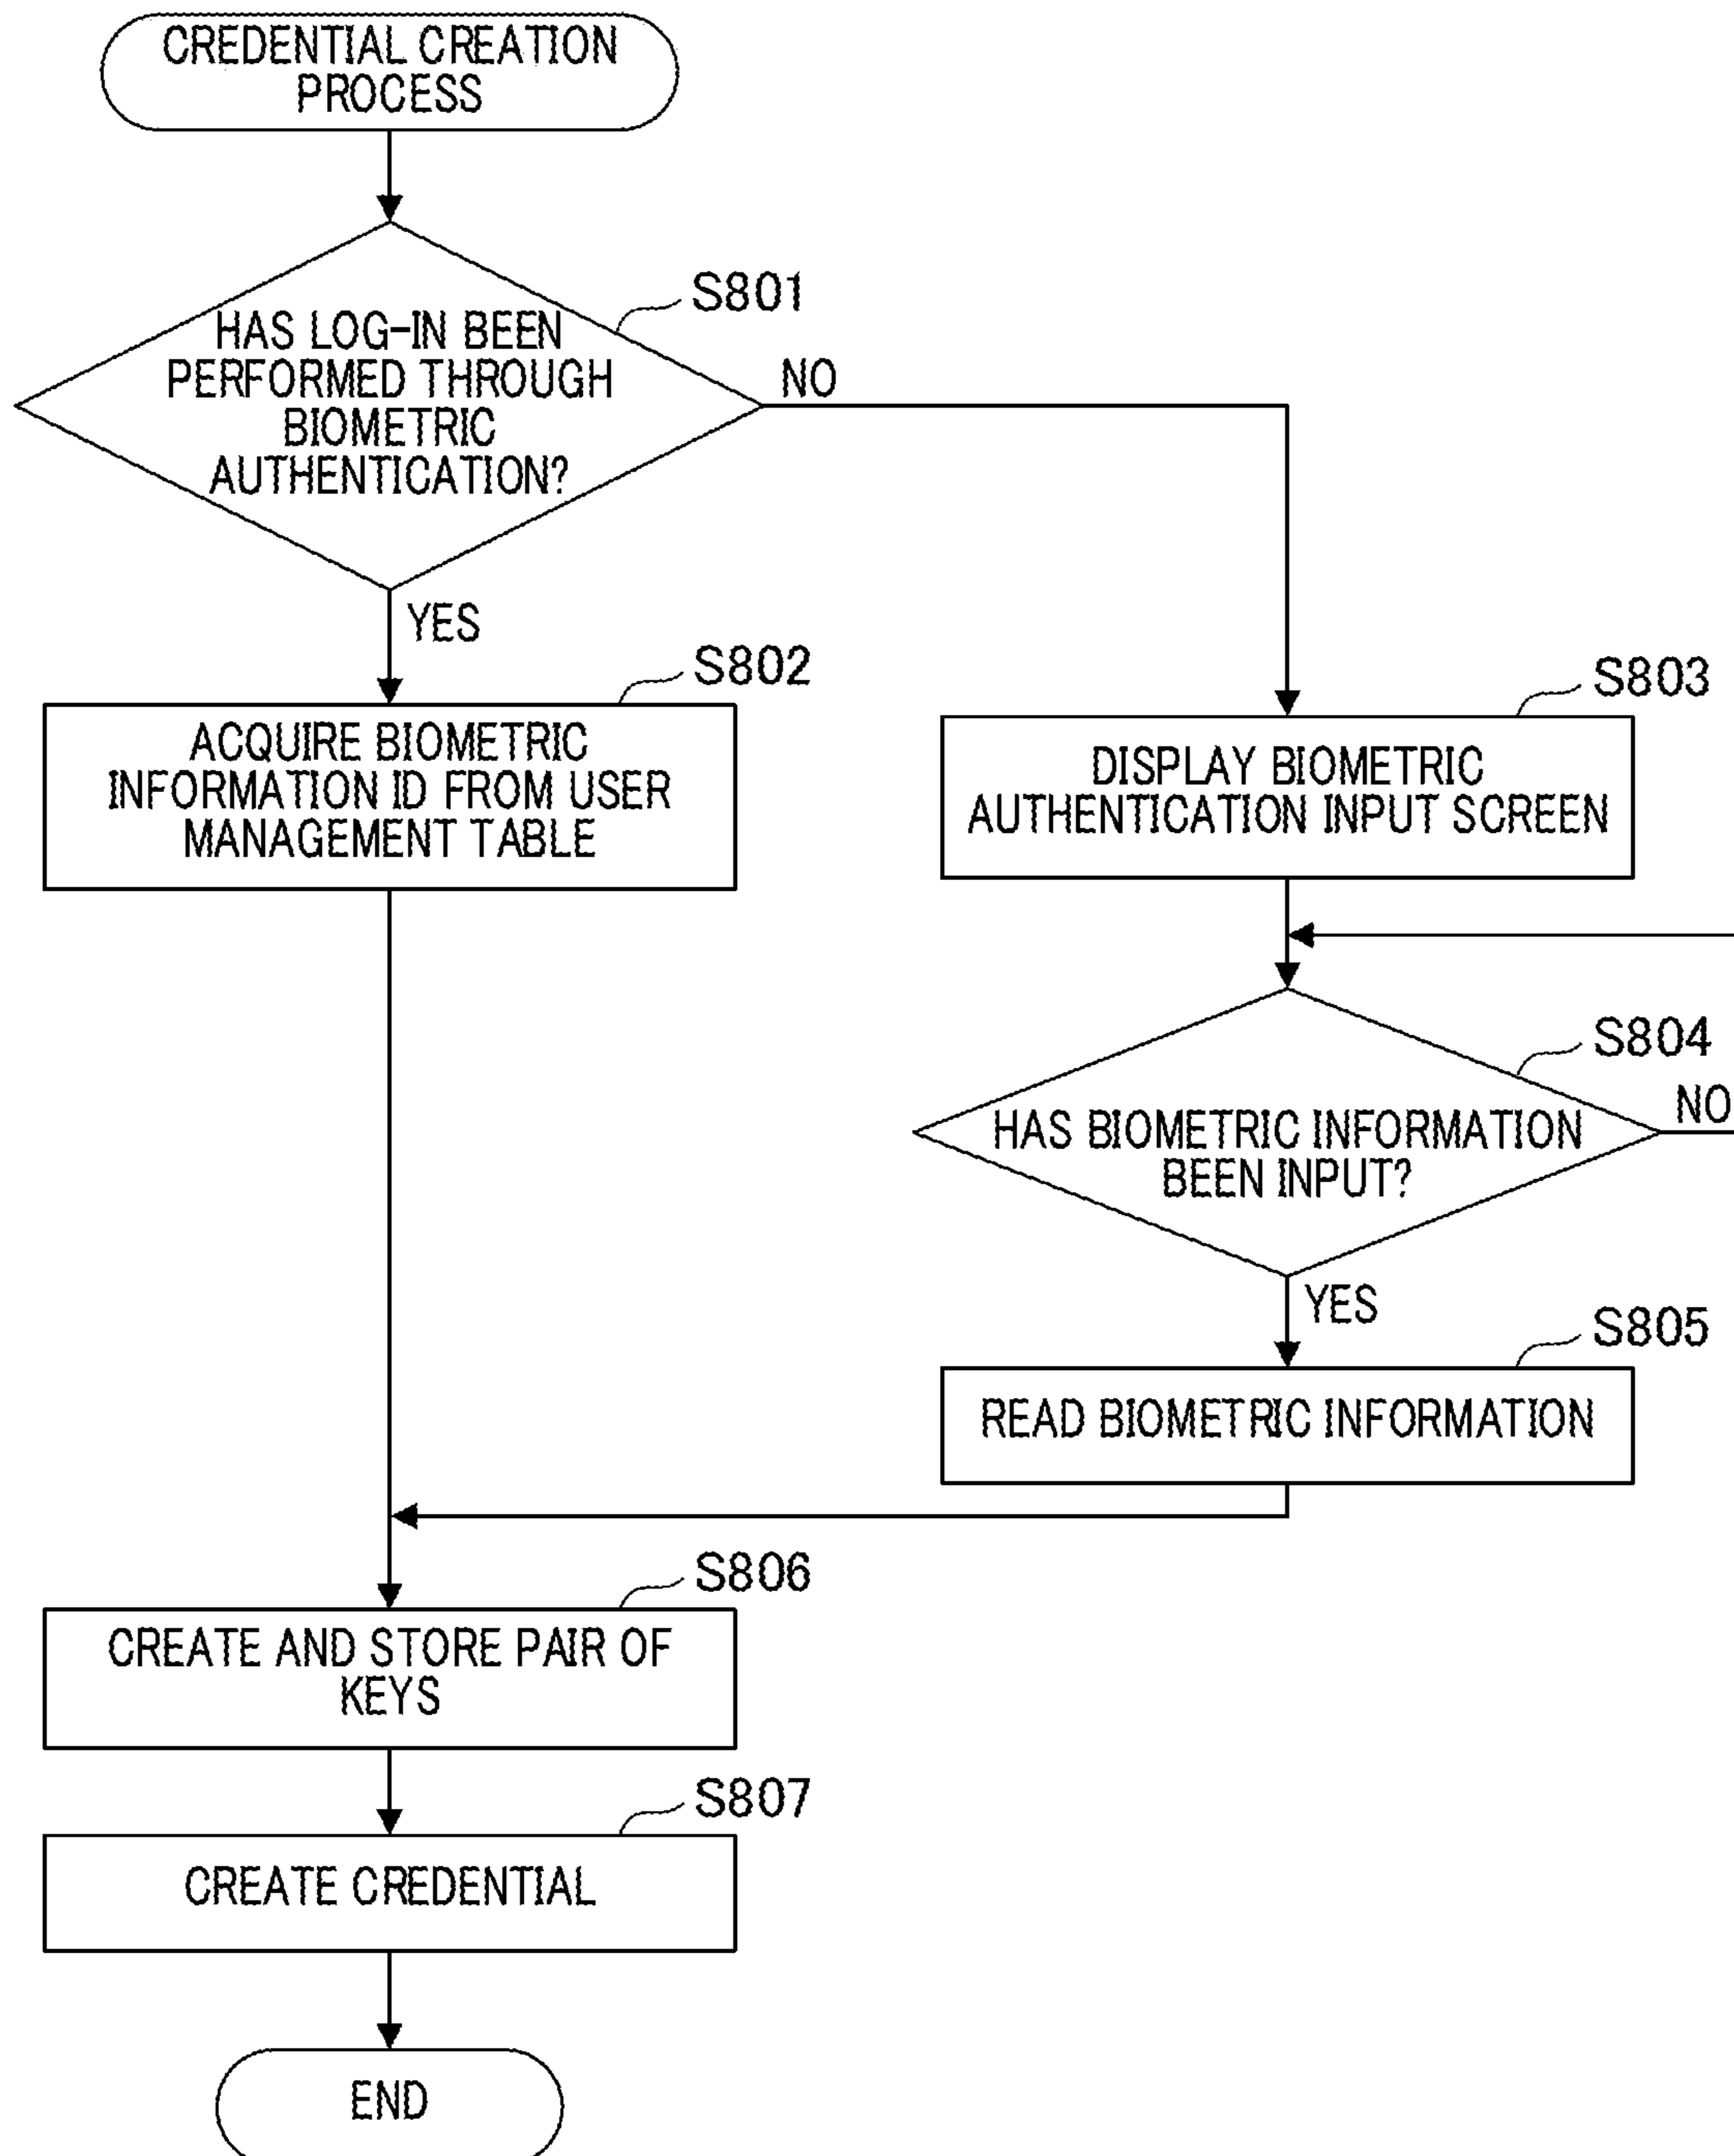 CREDENTIAL CREATION
PROCESS
S801
HAS LOG-IN BEEN
PERFORMED THROUGH
BIOMETRIC
AUTHENTICATION?
NO
YES
S802
ACQUIRE BIOMETRIC
INFORMATION ID FROM USER
MANAGEMENT TABLE
S803
DISPLAY BIOMETRIC
AUTHENTICATION INPUT SCREEN
S804
HAS BIOMETRIC INFORMATION
BEEN INPUT?
NO
YES
S805
READ BIOMETRIC INFORMATION
S806
CREATE AND STORE PAIR OF
KEYS
S807
CREATE CREDENTIAL
END